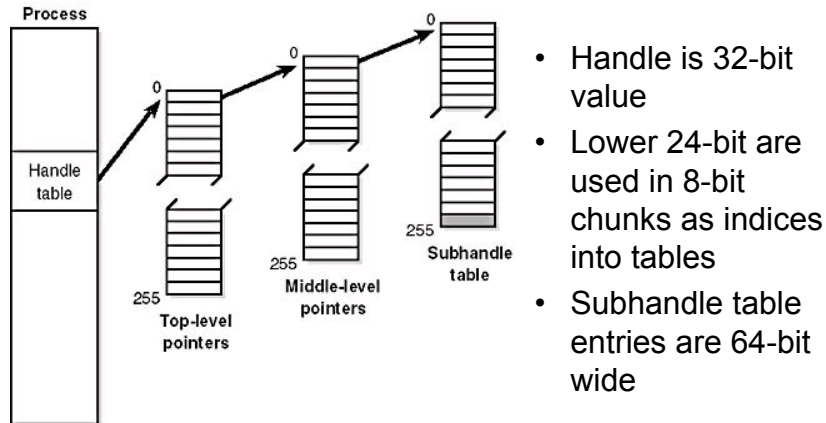 Process
Handle
table
0
255
Top-level
pointers
0
255
Middle-level
pointers
0
255
Subhandle
table
• Handle is 32-bit
value
• Lower 24-bit are
used in 8-bit
chunks as indices
into tables
• Subhandle table
entries are 64-bit
wide